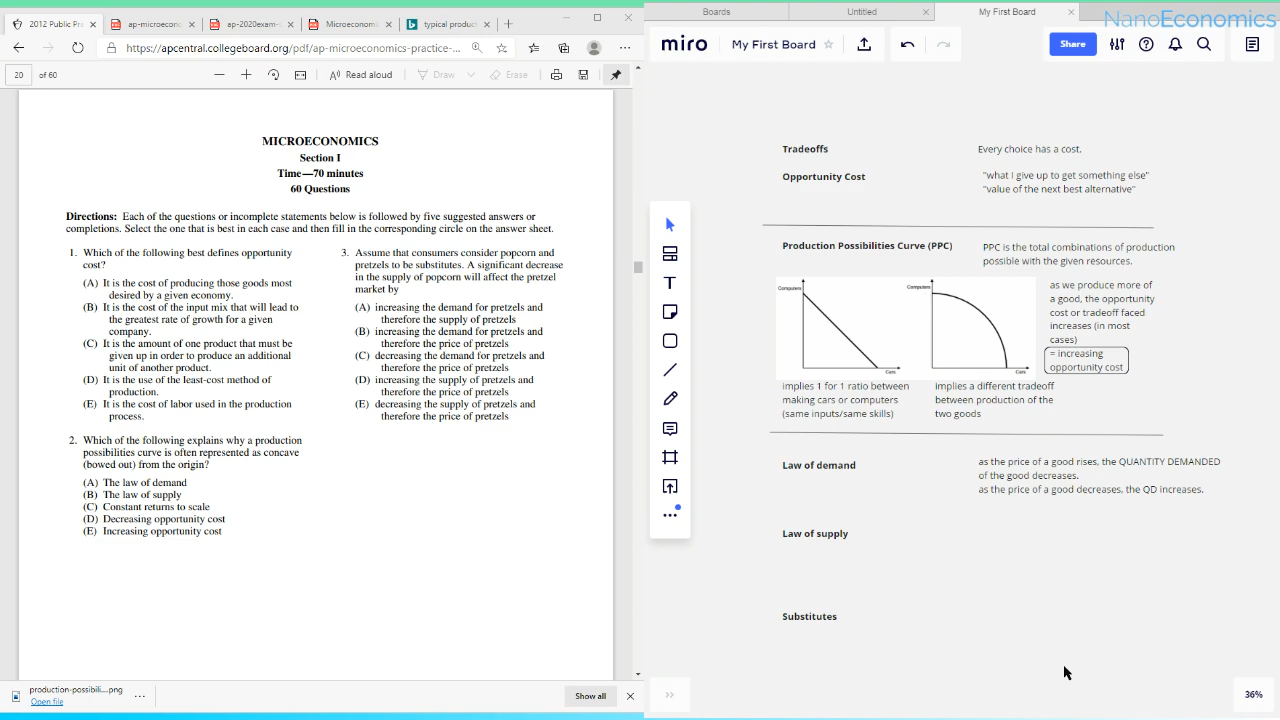 2012 Public Pra
ap-microeconc
ap-2020exam-s
Microeconomic
typical product
https://apcentral.collegeboard.org/pdf/ap-microeconomics-practice-...
20 of 60
Read aloud
Draw
Erase
MICROECONOMICS
Section I
Time—70 minutes
60 Questions
Directions: Each of the questions or incomplete statements below is followed by five suggested answers or
completions. Select the one that is best in each case and then fill in the corresponding circle on the answer sheet.
1. Which of the following best defines opportunity
cost?
(A) It is the cost of producing those goods most
desired by a given economy.
(B) It is the cost of the input mix that will lead to
the greatest rate of growth for a given
company.
(C) It is the amount of one product that must be
given up in order to produce an additional
unit of another product.
(D) It is the use of the least-cost method of
production.
(E) It is the cost of labor used in the production
process.
2. Which of the following explains why a production
possibilities curve is often represented as concave
(bowed out) from the origin?
(A) The law of demand
(B) The law of supply
(C) Constant returns to scale
(D) Decreasing opportunity cost
(E) Increasing opportunity cost
3. Assume that consumers consider popcorn and
pretzels to be substitutes. A significant decrease
in the supply of popcorn will affect the pretzel
market by
(A) increasing the demand for pretzels and
therefore the supply of pretzels
(B) increasing the demand for pretzels and
therefore the price of pretzels
(C) decreasing the demand for pretzels and
therefore the price of pretzels
(D) increasing the supply of pretzels and
therefore the price of pretzels
(E) decreasing the supply of pretzels and
therefore the price of pretzels
production-possibili....png
Open file
Show all
Boards
Untitled
My First Board
NanoEconomics
miro
My First Board
Share
Tradeoffs
Every choice has a cost.
Opportunity Cost
"what I give up to get something else"
"value of the next best alternative"
Production Possibilities Curve (PPC)
PPC is the total combinations of production
possible with the given resources.
Computers
Cars
Computers
Cars
as we produce more of
a good, the opportunity
cost or tradeoff faced
increases (in most
cases)
= increasing
opportunity cost
implies 1 for 1 ratio between
making cars or computers
(same inputs/same skills)
implies a different tradeoff
between production of the
two goods
Law of demand
as the price of a good rises, the QUANTITY DEMANDED
of the good decreases.
as the price of a good decreases, the QD increases.
Law of supply
Substitutes
36%